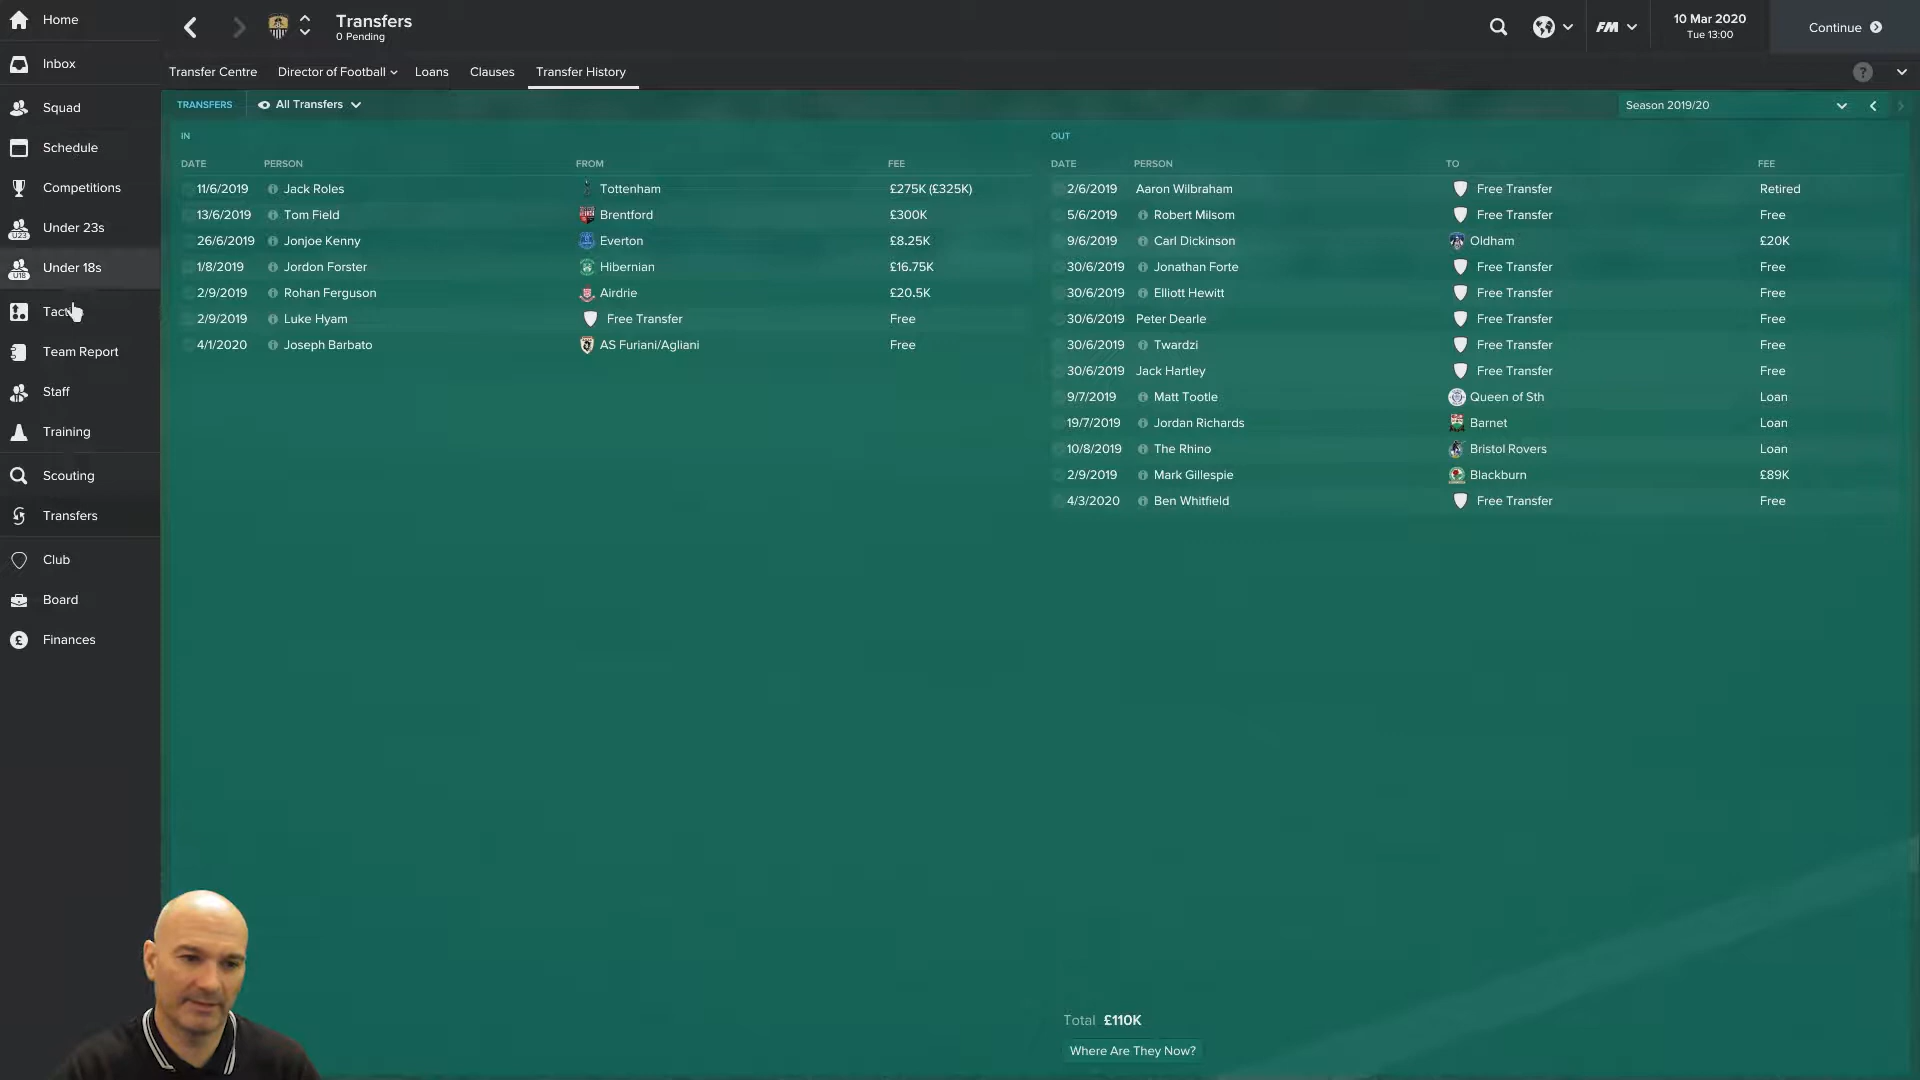 Home
Transfers
0 Pending
FM
10 Mar 2020
Tue 13:00
Continue
Inbox
Transfer Centre
Director of Football
Loans
Clauses
Transfer History
?
TRANSFERS
All Transfers
Season 2019/20
Squad
Schedule
Competitions
Under 23s
Under 18s
Team Report
Staff
Training
Scouting
Transfers
Club
Board
Finances
IN
DATE PERSON FROM FEE
11/6/2019 Jack Roles Tottenham £275K (£325K)
13/6/2019 Tom Field Brentford £300K
26/6/2019 Jonjoe Kenny Everton £8.25K
1/8/2019 Jordon Forster Hibernian £16.75K
2/9/2019 Rohan Ferguson Airdrie £20.5K
2/9/2019 Luke Hyam Free Transfer Free
4/1/2020 Joseph Barbato AS Furiani/Agliani Free
OUT
DATE PERSON TO FEE
2/6/2019 Aaron Wilbraham Free Transfer Retired
5/6/2019 Robert Milsom Free Transfer Free
9/6/2019 Carl Dickinson Oldham £20K
30/6/2019 Jonathan Forte Free Transfer Free
30/6/2019 Elliott Hewitt Free Transfer Free
30/6/2019 Peter Dearle Free Transfer Free
30/6/2019 Twardzi Free Transfer Free
30/6/2019 Jack Hartley Free Transfer Free
9/7/2019 Matt Tootle Queen of Sth Loan
19/7/2019 Jordan Richards Barnet Loan
10/8/2019 The Rhino Bristol Rovers Loan
2/9/2019 Mark Gillespie Blackburn £89K
4/3/2020 Ben Whitfield Free Transfer Free
Total £110K
Where Are They Now?